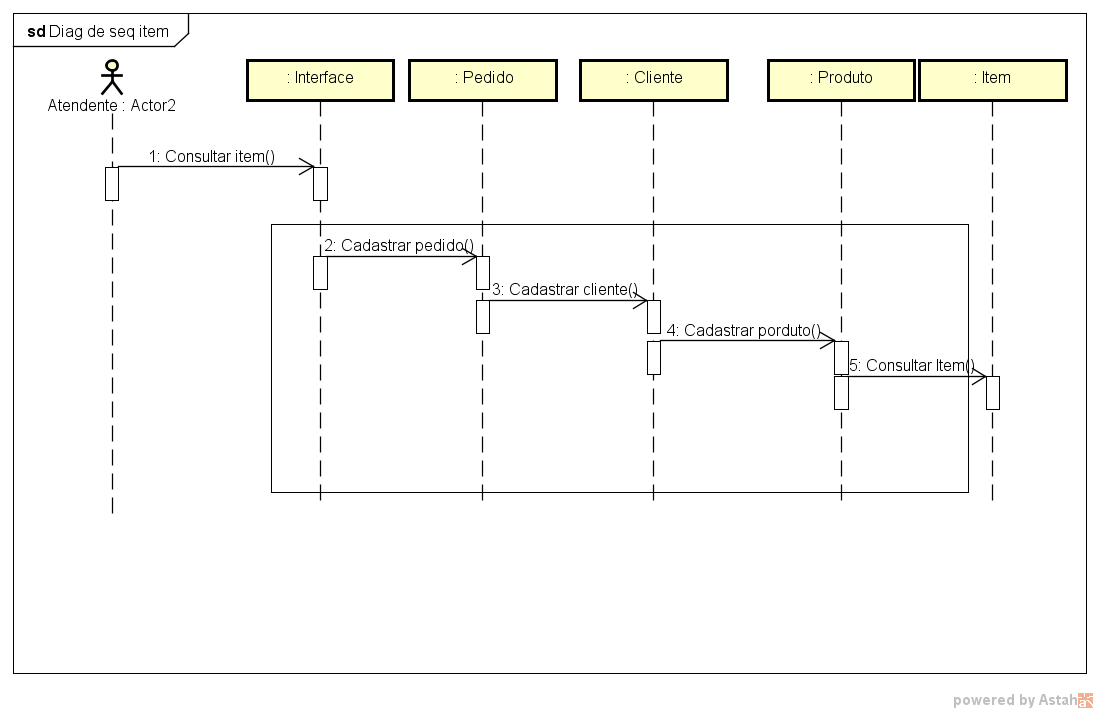 sd Diag de seq item
Atendente : Actor2
: Interface
: Pedido
: Cliente
: Produto
: Item
1: Consultar item()
2: Cadastrar pedido()
3: Cadastrar cliente()
4: Cadastrar porduto()
5: Consultar Item()
powered by Astah